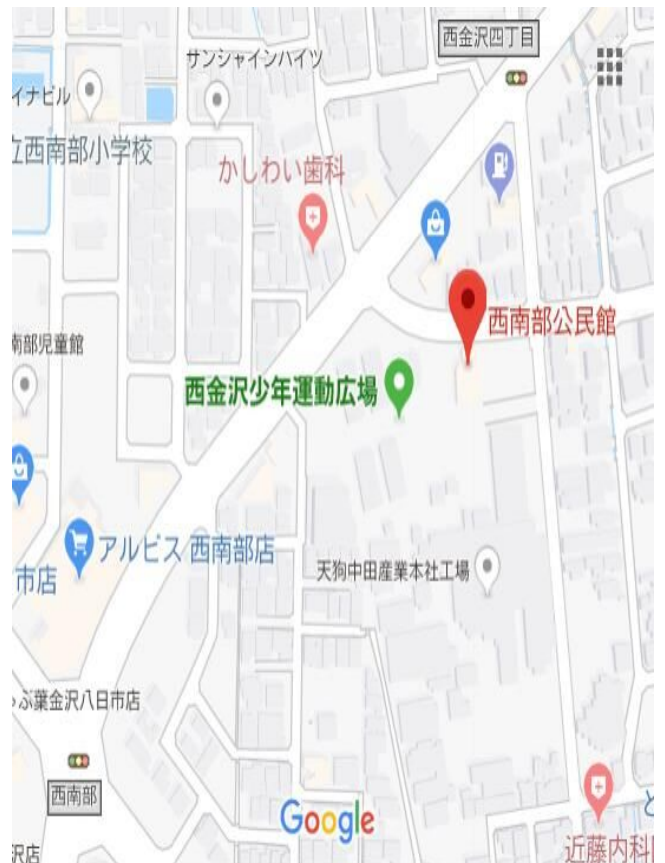 西金沢四丁目
サンシャインハイツ
イナビル
立西南部小学校
かしわい歯科
西南部公民館
南部児童館
西金沢少年運動広場
アルビス 西南部店
天狗中田産業本社工場
市店
ぶ葉金沢八日市店
西南部
Google
沢店
近藤内科